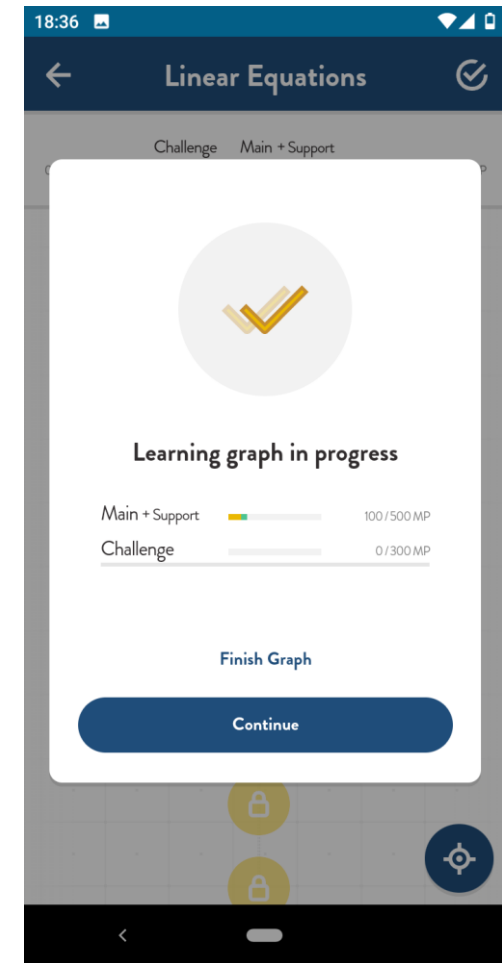 18:36
Linear Equations
Challenge Main + Support
Learning graph in progress
Main + Support 100/500 MP
Challenge 0/300 MP
Finish Graph
Continue